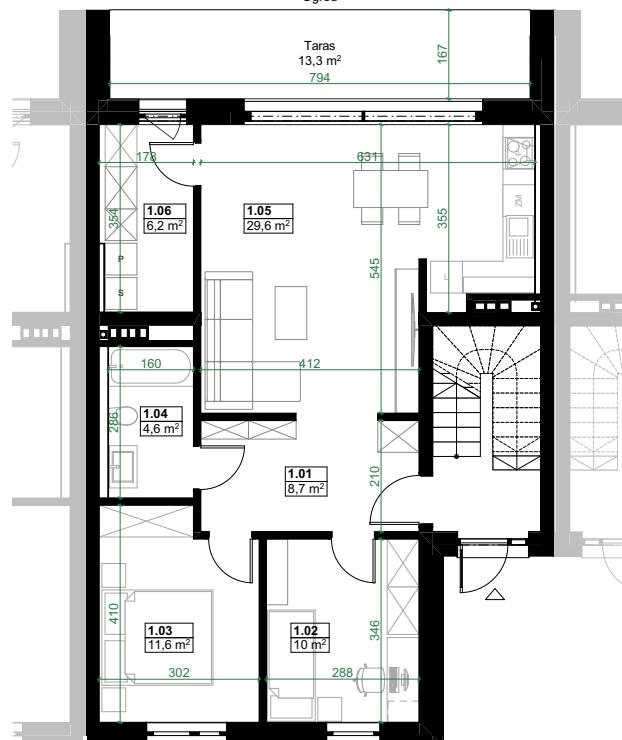 Taras
13,3 m²
167
794
178
631
354
1.06
6,2 m²
1.05
29,6 m²
355
ZM
545
P
S
L
160
412
286
1.04
4,6 m²
1.01
8,7 m²
210
410
1.03
11,6 m²
302
1.02
10 m²
346
288